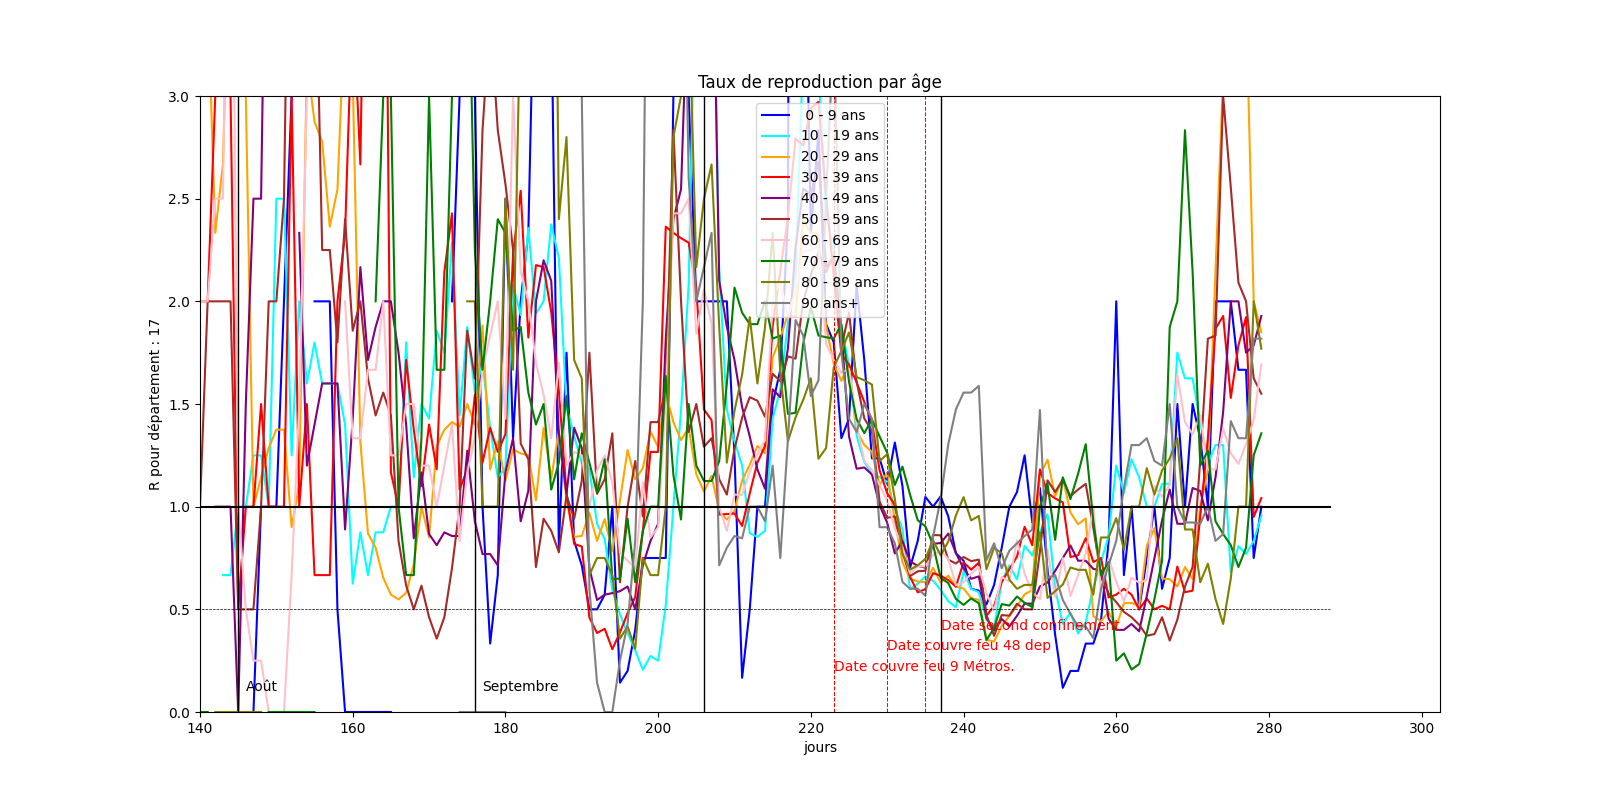 Taux de reproduction par âge
R pour département : 17
3.0
2.5
2.0
1.5
1.0
0.5
0.0
0 - 9 ans
10 - 19 ans
20 - 29 ans
30 - 39 ans
40 - 49 ans
50 - 59 ans
60 - 69 ans
70 - 79 ans
80 - 89 ans
90 ans+
Date second confinement
Date couvre feu 48 dep
Date couvre feu 9 Métros.
Août
Septembre
140 160 180 200 220 240 260 280 300
jours